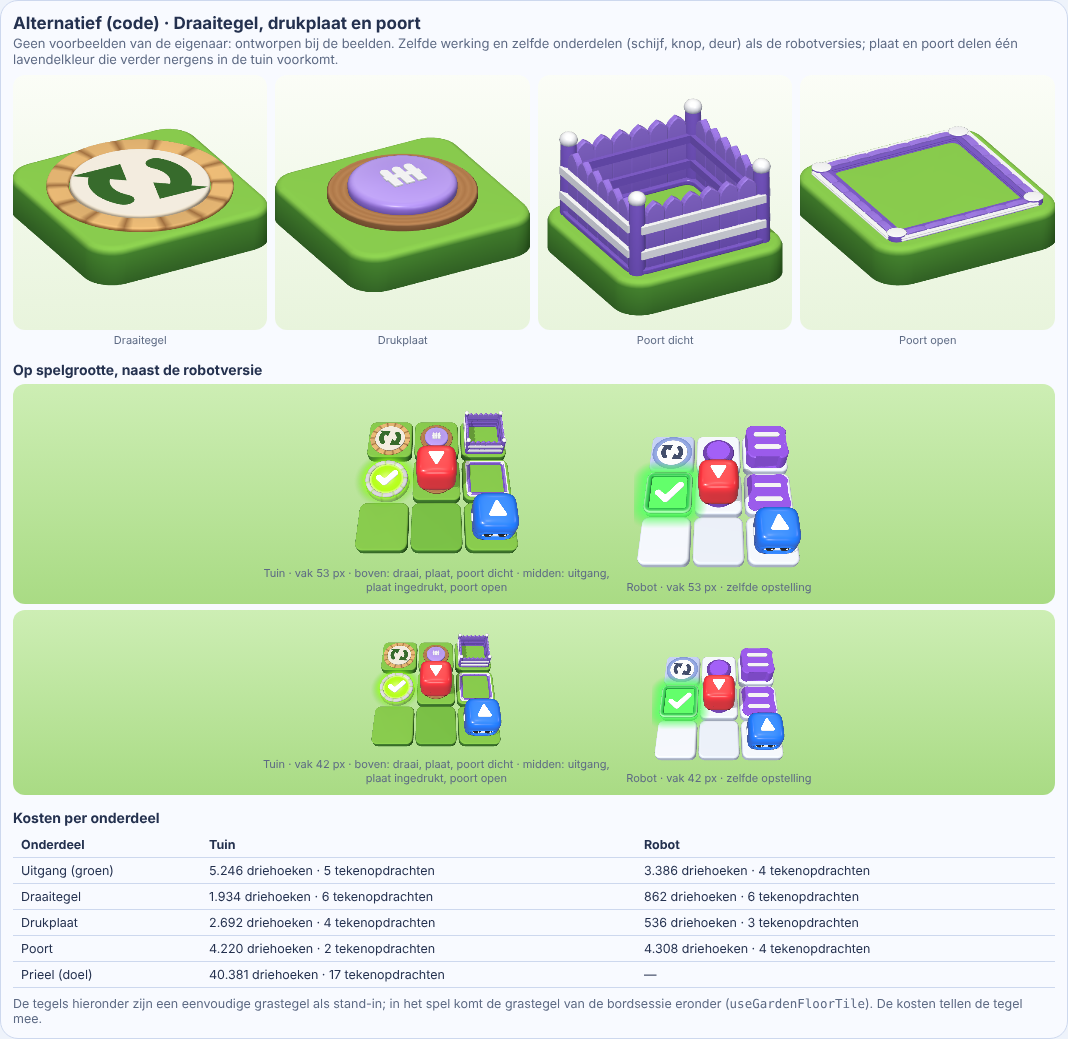 Alternatief (code) · Draaitegel, drukplaat en poort
Geen voorbeelden van de eigenaar: ontworpen bij de beelden. Zelfde werking en zelfde onderdelen (schijf, knop, deur) als de robotversies; plaat en poort delen één
lavendelkleur die verder nergens in de tuin voorkomt.
Draaitegel
Drukplaat
Poort dicht
Poort open
Op spelgrootte, naast de robotversie
Tuin · vak 53 px · boven: draai, plaat, poort dicht · midden: uitgang,
plaat ingedrukt, poort open
Robot · vak 53 px · zelfde opstelling
Tuin · vak 42 px · boven: draai, plaat, poort dicht · midden: uitgang,
plaat ingedrukt, poort open
Robot · vak 42 px · zelfde opstelling
Kosten per onderdeel
Onderdeel Tuin Robot
Uitgang (groen) 5.246 driehoeken · 5 tekenopdrachten 3.386 driehoeken · 4 tekenopdrachten
Draaitegel 1.934 driehoeken · 6 tekenopdrachten 862 driehoeken · 6 tekenopdrachten
Drukplaat 2.692 driehoeken · 4 tekenopdrachten 536 driehoeken · 3 tekenopdrachten
Poort 4.220 driehoeken · 2 tekenopdrachten 4.308 driehoeken · 4 tekenopdrachten
Prieel (doel) 40.381 driehoeken · 17 tekenopdrachten —
De tegels hieronder zijn een eenvoudige grastegel als stand-in; in het spel komt de grastegel van de bordsessie eronder (useGardenFloorTile). De kosten tellen de tegel
mee.